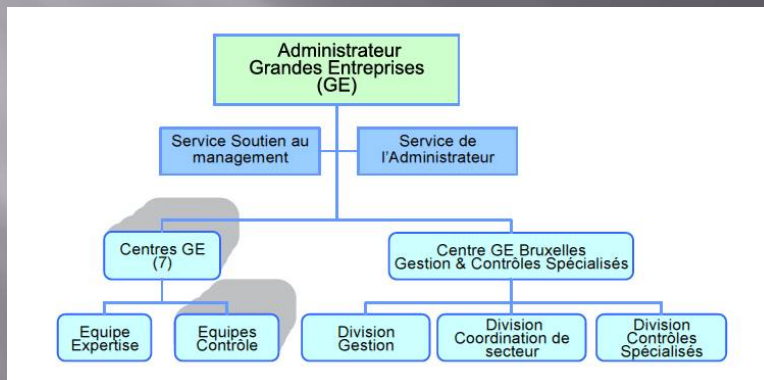 Administrateur
Grandes Entreprises
(GE)
Service Soutien au
management
Service de
l'Administrateur
Centres GE
(7)
Centre GE Bruxelles
Gestion & Contrôles Spécialisés
Equipe
Expertise
Equipes
Contrôle
Division
Gestion
Division
Coordination de
secteur
Division
Contrôles
Spécialisés